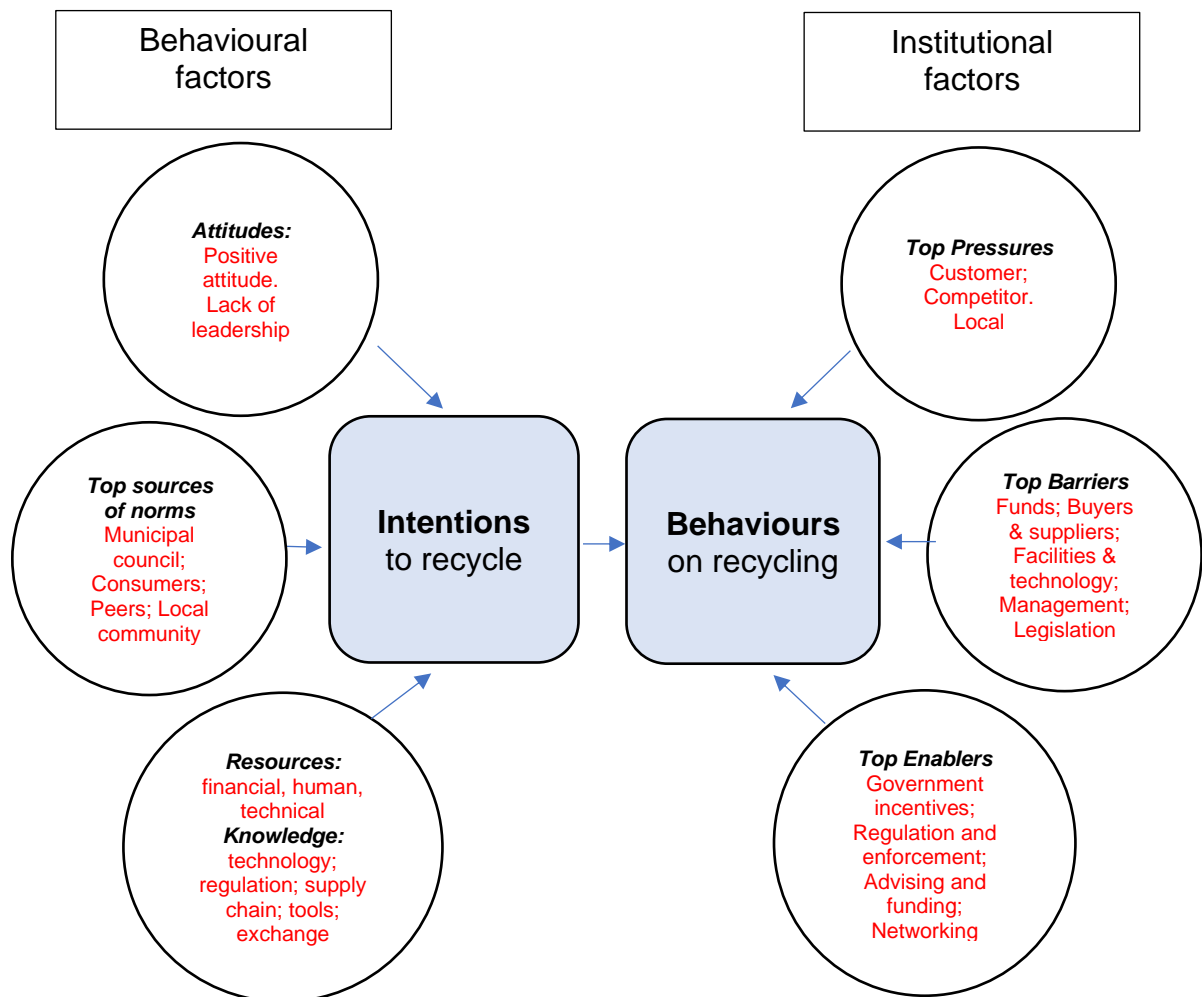 Behavioural
factors
Institutional
factors
Attitudes:
Positive
attitude.
Lack of
leadership
Top Pressures
Customer;
Competitor.
Local
Top sources
of norms
Municipal
council;
Consumers;
Peers; Local
community
Intentions
to recycle
Behaviours
on recycling
Top Barriers
Funds; Buyers
& suppliers;
Facilities &
technology;
Management;
Legislation
Resources:
financial, human,
technical
Knowledge:
technology;
regulation; supply
chain; tools;
exchange
Top Enablers
Government
incentives;
Regulation and
enforcement;
Advising and
funding;
Networking